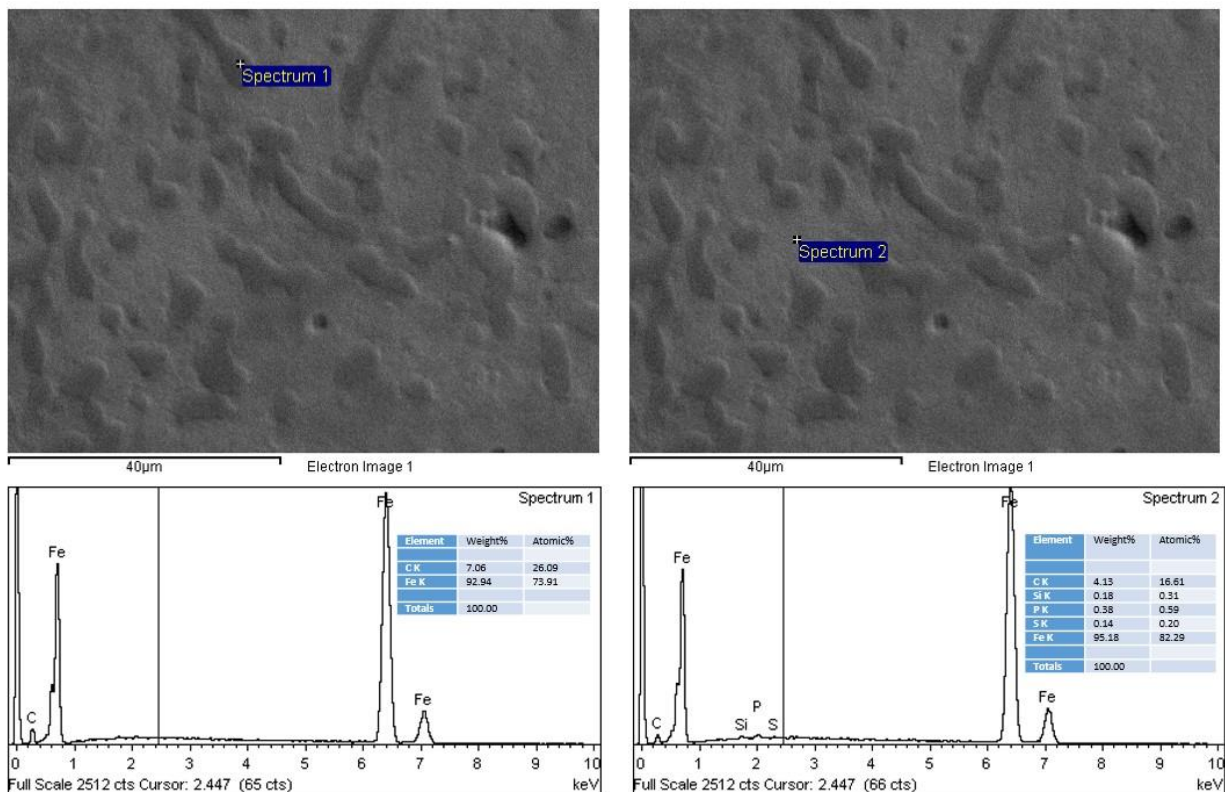 Spectrum 1
Spectrum 2
40µm Electron Image 1
40µm Electron Image 1
Spectrum 1
Fe
Fe
C
Fe
Element Weight% Atomic%
C K 7.06 26.09
Fe K 92.94 73.91
Totals 100.00
0 1 2 3 4 5 6 7 8 9 10
Full Scale 2512 cts Cursor: 2.447 (65 cts) keV
Spectrum 2
Fe
Fe
C
Si
P
S
Fe
Element Weight% Atomic%
C K 4.13 16.61
Si K 0.18 0.31
P K 0.38 0.59
S K 0.14 0.20
Fe K 95.18 82.29
Totals 100.00
0 1 2 3 4 5 6 7 8 9 10
Full Scale 2512 cts Cursor: 2.447 (66 cts) keV